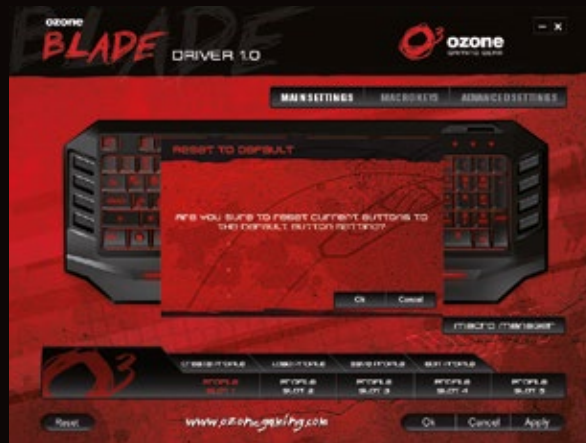 ozone
BLADE DRIVER 1.0
ozone
GAMING GEAR
MAIN SETTINGS MACRO KEYS ADVANCED SETTINGS
RESET TO DEFAULT
Are you sure to reset current buttons to
the default button setting?
Ok Cancel
macro manager
create profile load profile save profile edit profile
profile slot 1 profile slot 2 profile slot 3 profile slot 4 profile slot 5
Reset www.ozonegaming.com Ok Cancel Apply